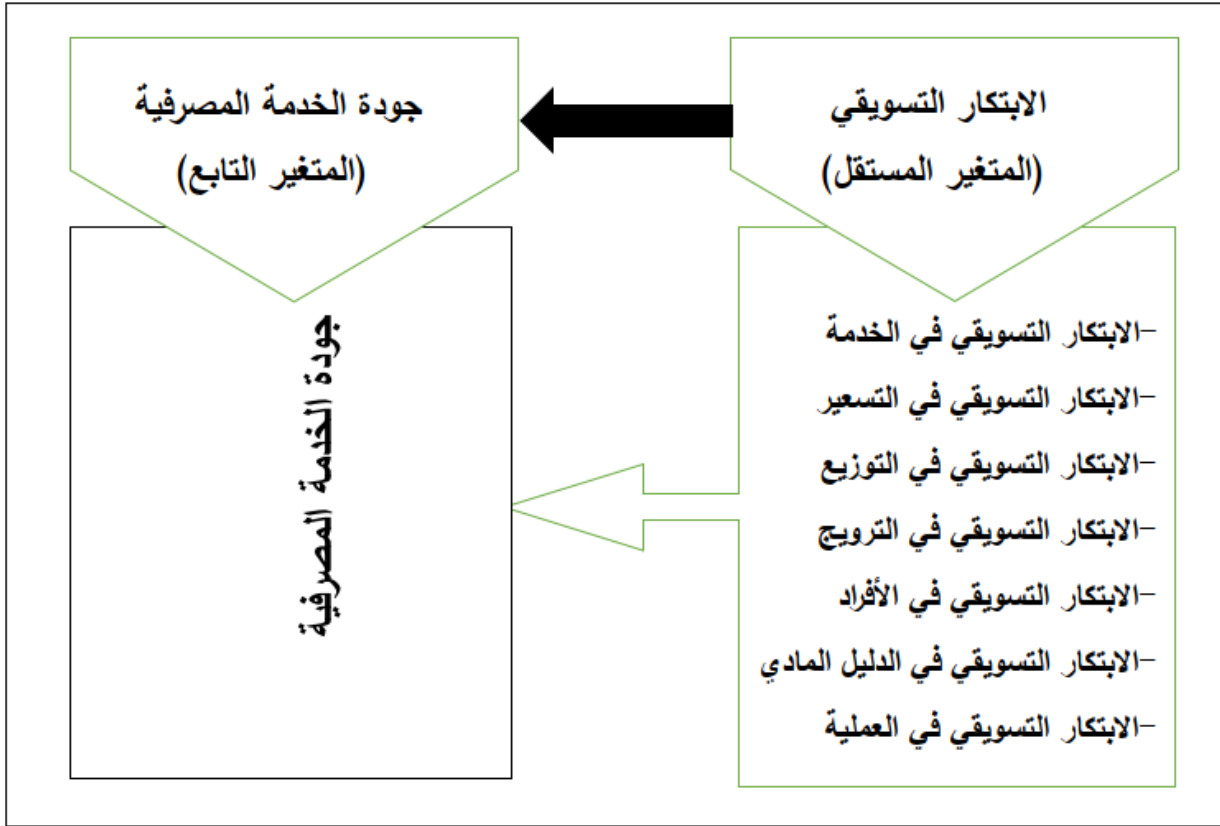 الابتكار التسويقي
(المتغير المستقل)
جودة الخدمة المصرفية
(المتغير التابع)
-الابتكار التسويقي في الخدمة
-الابتكار التسويقي في التسعير
-الابتكار التسويقي في التوزيع
-الابتكار التسويقي في الترويج
-الابتكار التسويقي في الأفراد
-الابتكار التسويقي في الدليل المادي
-الابتكار التسويقي في العملية
جودة الخدمة المصرفية